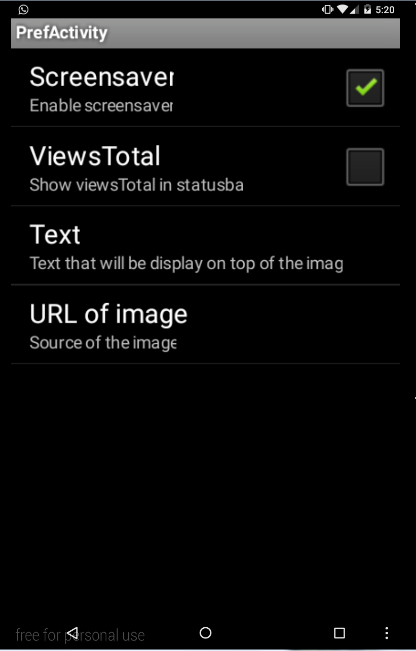 5:20
PrefActivity
Screensaver
Enable screensaver
ViewsTotal
Show viewsTotal in statusba
Text
Text that will be display on top of the imag
URL of image
Source of the image
free for personal use